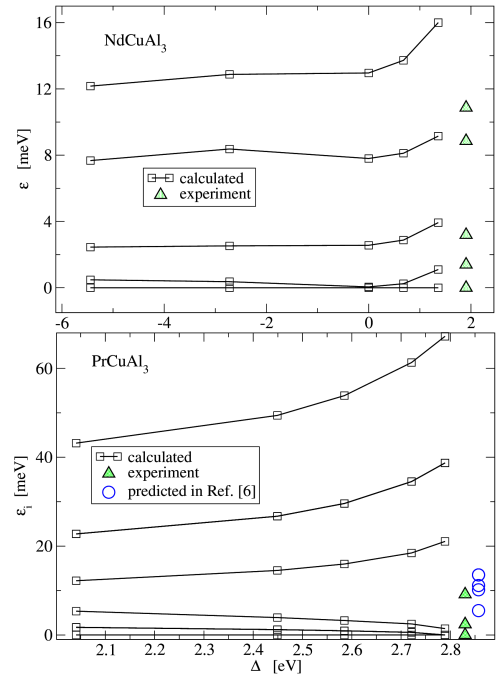 16
12
8
4
0
ε [meV]
NdCuAl3
calculated
experiment
-6 -4 -2 0 2
60
40
20
0
εi [meV]
PrCuAl3
calculated
experiment
predicted in Ref. [6]
2.1 2.2 2.3 2.4 2.5 2.6 2.7 2.8
Δ [eV]